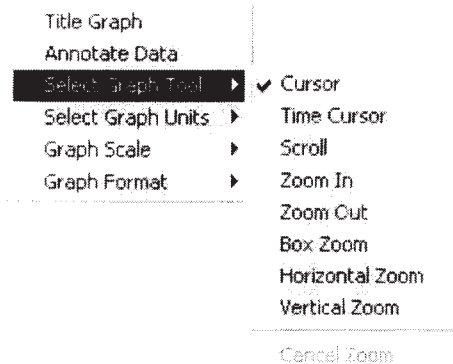 Title Graph
Annotate Data
Select Graph Tool
Select Graph Units
Graph Scale
Graph Format
Cursor
Time Cursor
Scroll
Zoom In
Zoom Out
Box Zoom
Horizontal Zoom
Vertical Zoom
Cancel Zoom